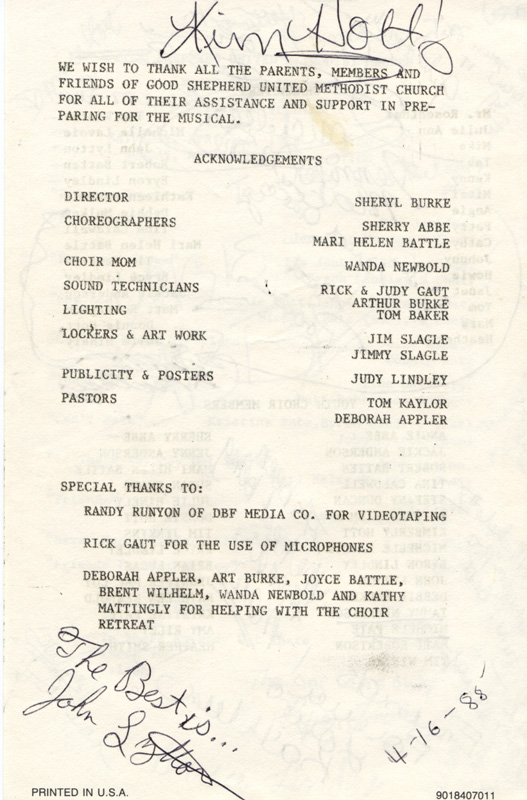 Kim Holt!
WE WISH TO THANK ALL THE PARENTS, MEMBERS AND
FRIENDS OF GOOD SHEPHERD UNITED METHODIST CHURCH
FOR ALL OF THEIR ASSISTANCE AND SUPPORT IN PRE-
PARING FOR THE MUSICAL.
ACKNOWLEDGEMENTS
DIRECTOR SHERYL BURKE
CHOREOGRAPHERS SHERRY ABBE
MARI HELEN BATTLE
CHOIR MOM WANDA NEWBOLD
SOUND TECHNICIANS RICK & JUDY GAUT
ARTHUR BURKE
LIGHTING TOM BAKER
LOCKERS & ART WORK JIM SLAGLE
JIMMY SLAGLE
PUBLICITY & POSTERS JUDY LINDLEY
PASTORS TOM KAYLOR
DEBORAH APPLER
SPECIAL THANKS TO:
RANDY RUNYON OF DBF MEDIA CO. FOR VIDEOTAPING
RICK GAUT FOR THE USE OF MICROPHONES
DEBORAH APPLER, ART BURKE, JOYCE BATTLE,
BRENT WILHELM, WANDA NEWBOLD AND KATHY
MATTINGLY FOR HELPING WITH THE CHOIR
RETREAT
The Best is...
John Lytton
4-16-88
PRINTED IN U.S.A. 9018407011